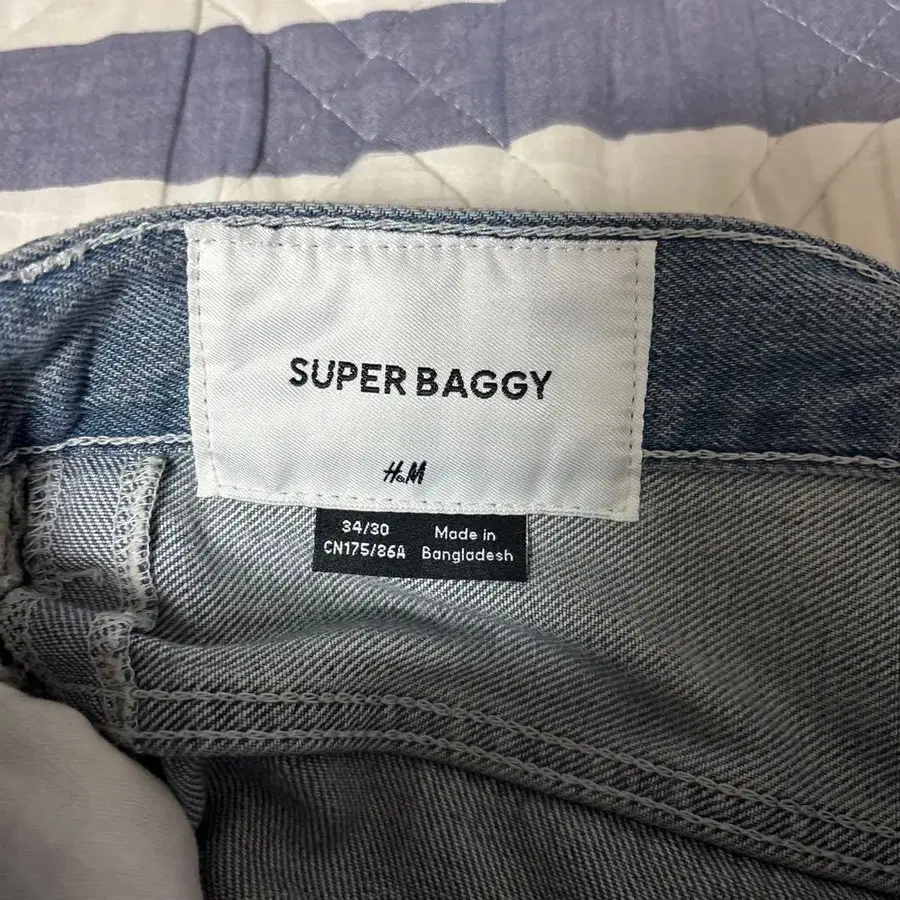 SUPER BAGGY
H&M
34/30
CN175/86A
Made in
Bangladesh